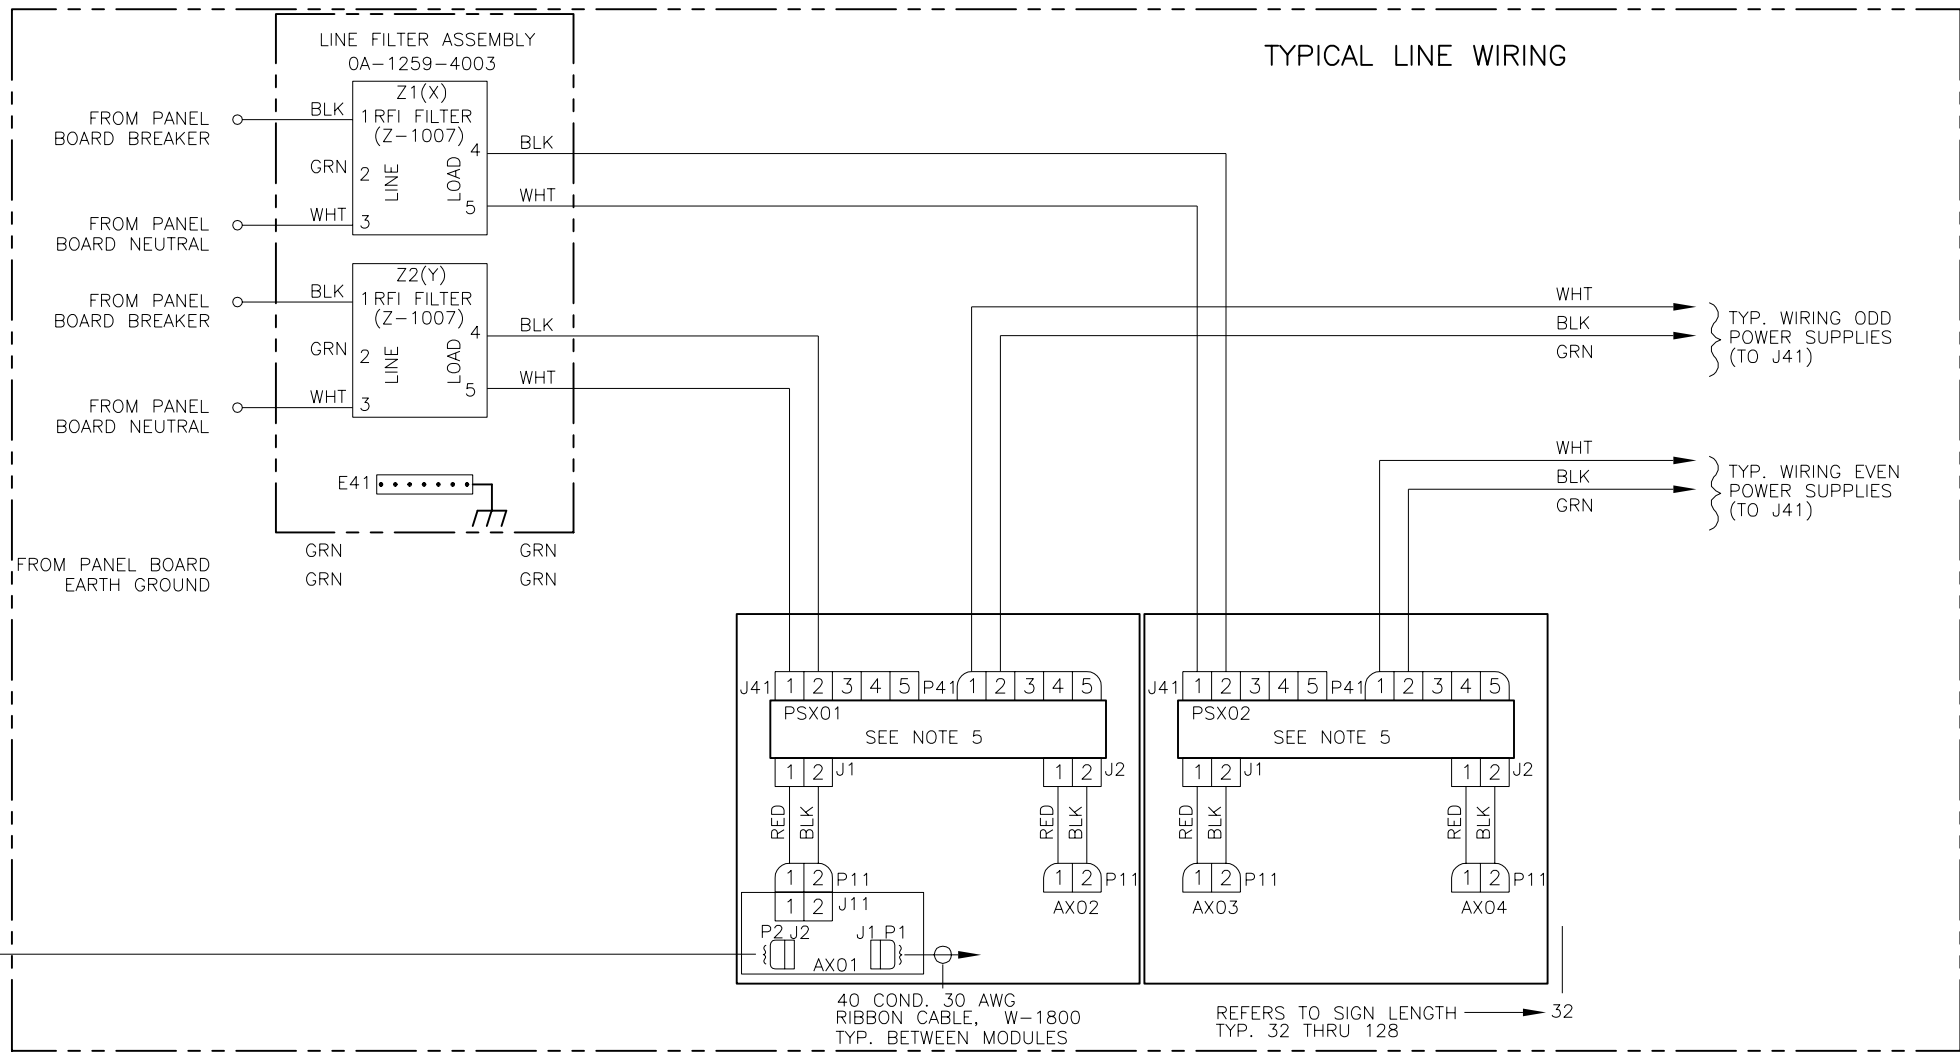 TYPICAL LINE WIRING
LINE FILTER ASSEMBLY
0A-1259-4003
FROM PANEL
BOARD BREAKER
BLK
Z1(X)
1 RFI FILTER
(Z-1007)
GRN
2
LINE
LOAD
4
BLK
5
WHT
FROM PANEL
BOARD NEUTRAL
WHT
3
FROM PANEL
BOARD BREAKER
BLK
Z2(Y)
1 RFI FILTER
(Z-1007)
GRN
2
LINE
LOAD
4
BLK
5
WHT
FROM PANEL
BOARD NEUTRAL
WHT
3
E41
FROM PANEL BOARD
EARTH GROUND
GRN
GRN
GRN
GRN
WHT
BLK
GRN
TYP. WIRING ODD
POWER SUPPLIES
(TO J41)
WHT
BLK
GRN
TYP. WIRING EVEN
POWER SUPPLIES
(TO J41)
J41 1 2 3 4 5 P41 1 2 3 4 5
PSX01
SEE NOTE 5
1 2 J1
1 2 J2
RED
BLK
RED
BLK
1 2 P11
1 2 J11
1 2 P11
AX02
P2 J2
J1 P1
AX01
J41 1 2 3 4 5 P41 1 2 3 4 5
PSX02
SEE NOTE 5
1 2 J1
1 2 J2
RED
BLK
RED
BLK
1 2 P11
AX03
1 2 P11
AX04
40 COND. 30 AWG
RIBBON CABLE, W-1800
TYP. BETWEEN MODULES
REFERS TO SIGN LENGTH
TYP. 32 THRU 128
32